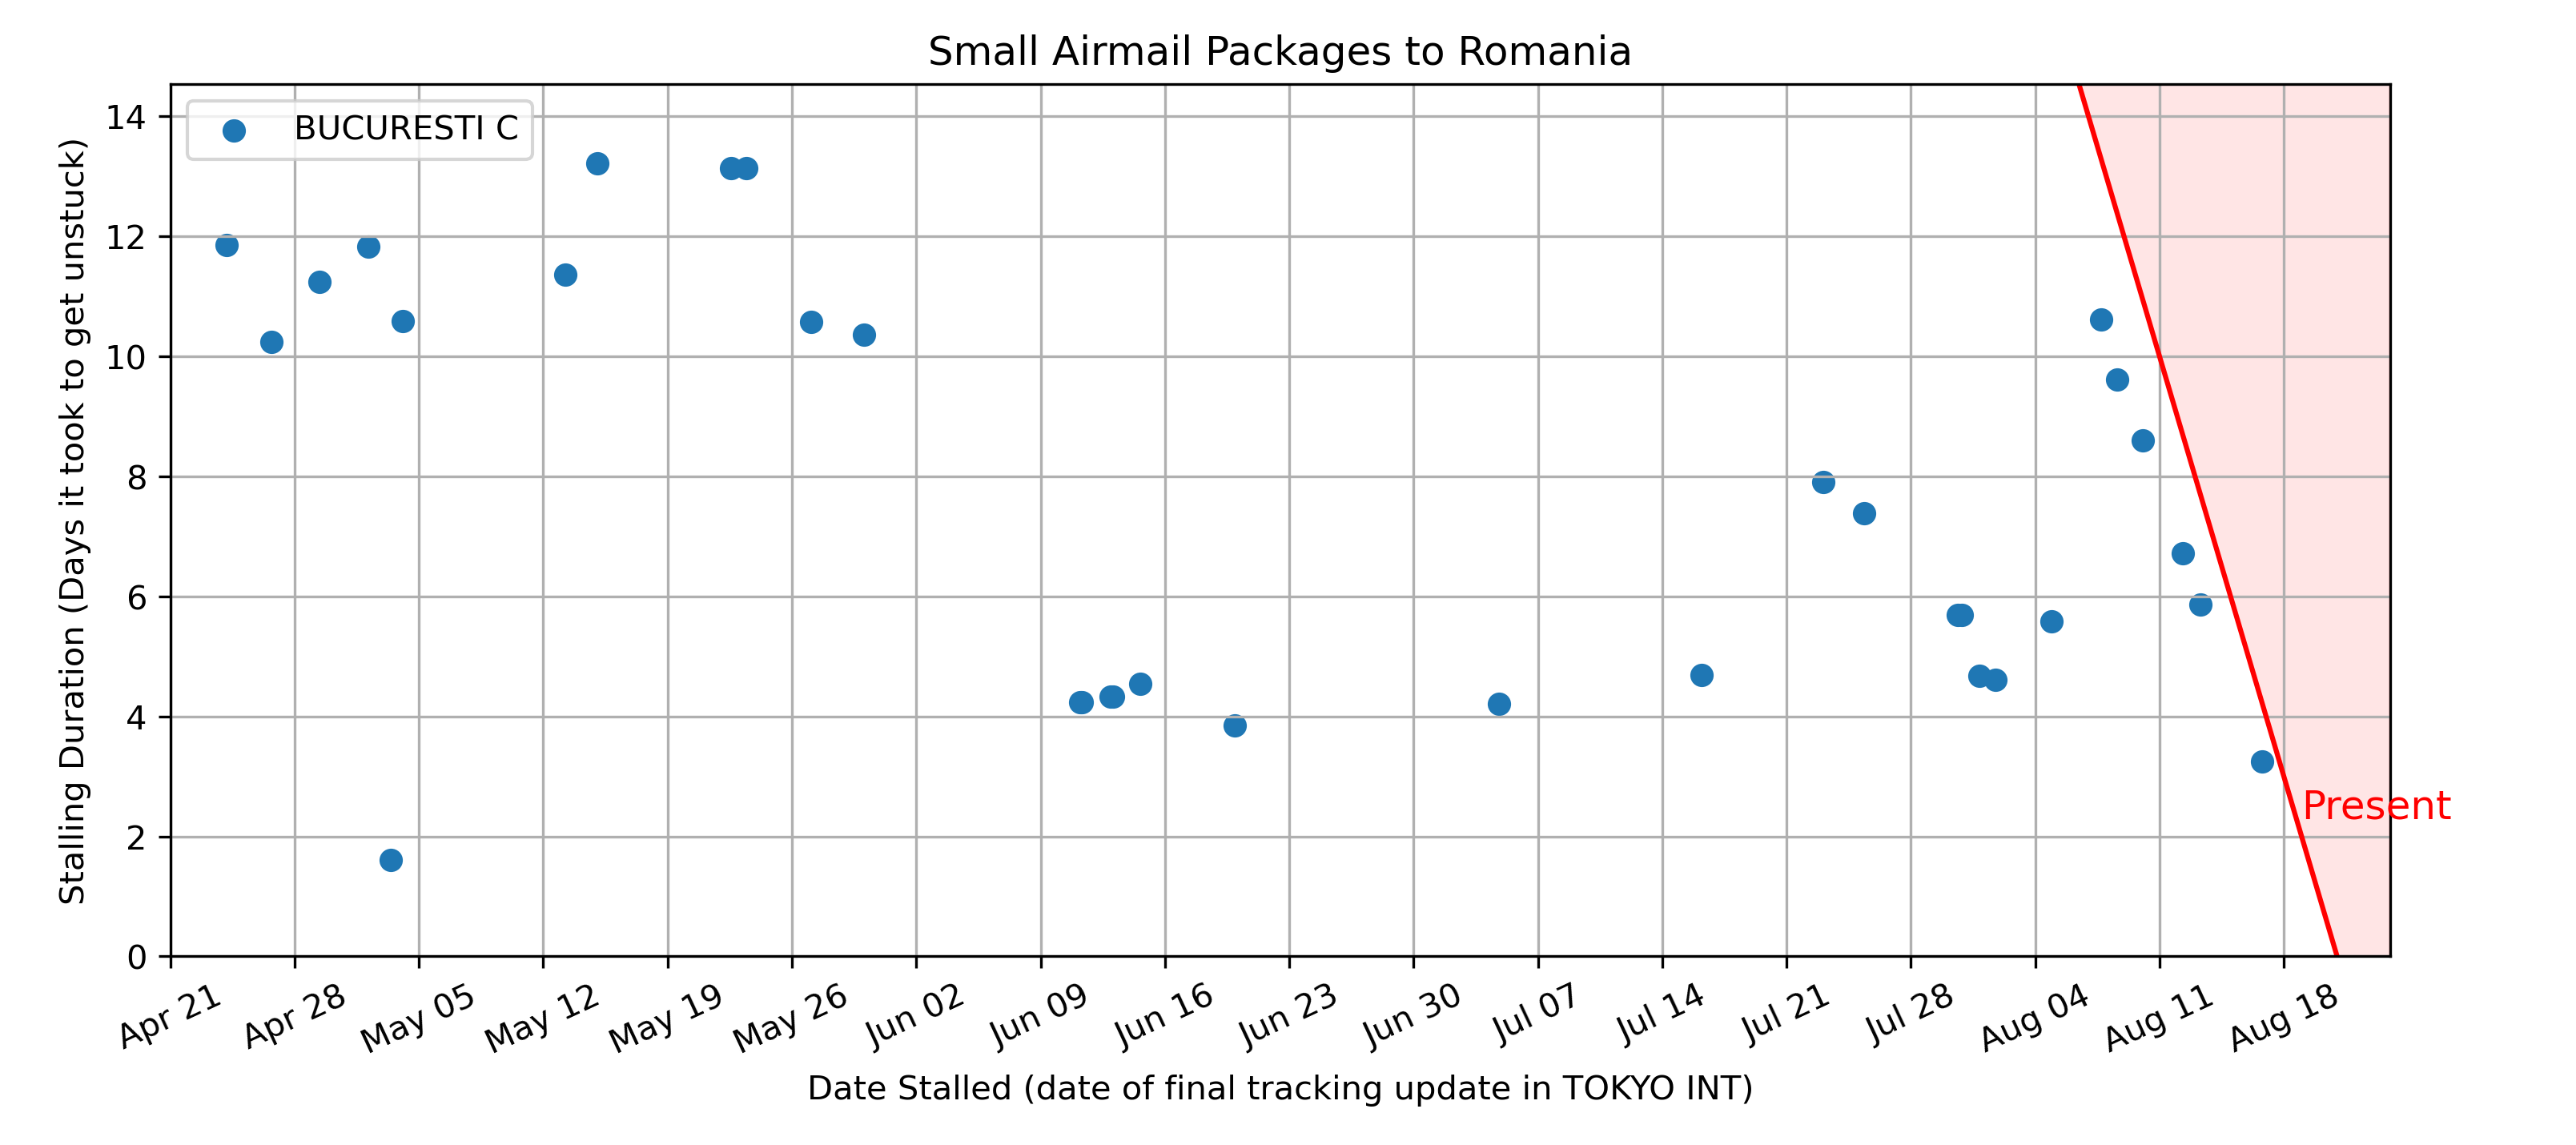 Small Airmail Packages to Romania
BUCURESTI C
Stalling Duration (Days it took to get unstuck)
14
12
10
8
6
4
2
0
Present
Apr 21
Apr 28
May 05
May 12
May 19
May 26
Jun 02
Jun 09
Jun 16
Jun 23
Jun 30
Jul 07
Jul 14
Jul 21
Jul 28
Aug 04
Aug 11
Aug 18
Date Stalled (date of final tracking update in TOKYO INT)